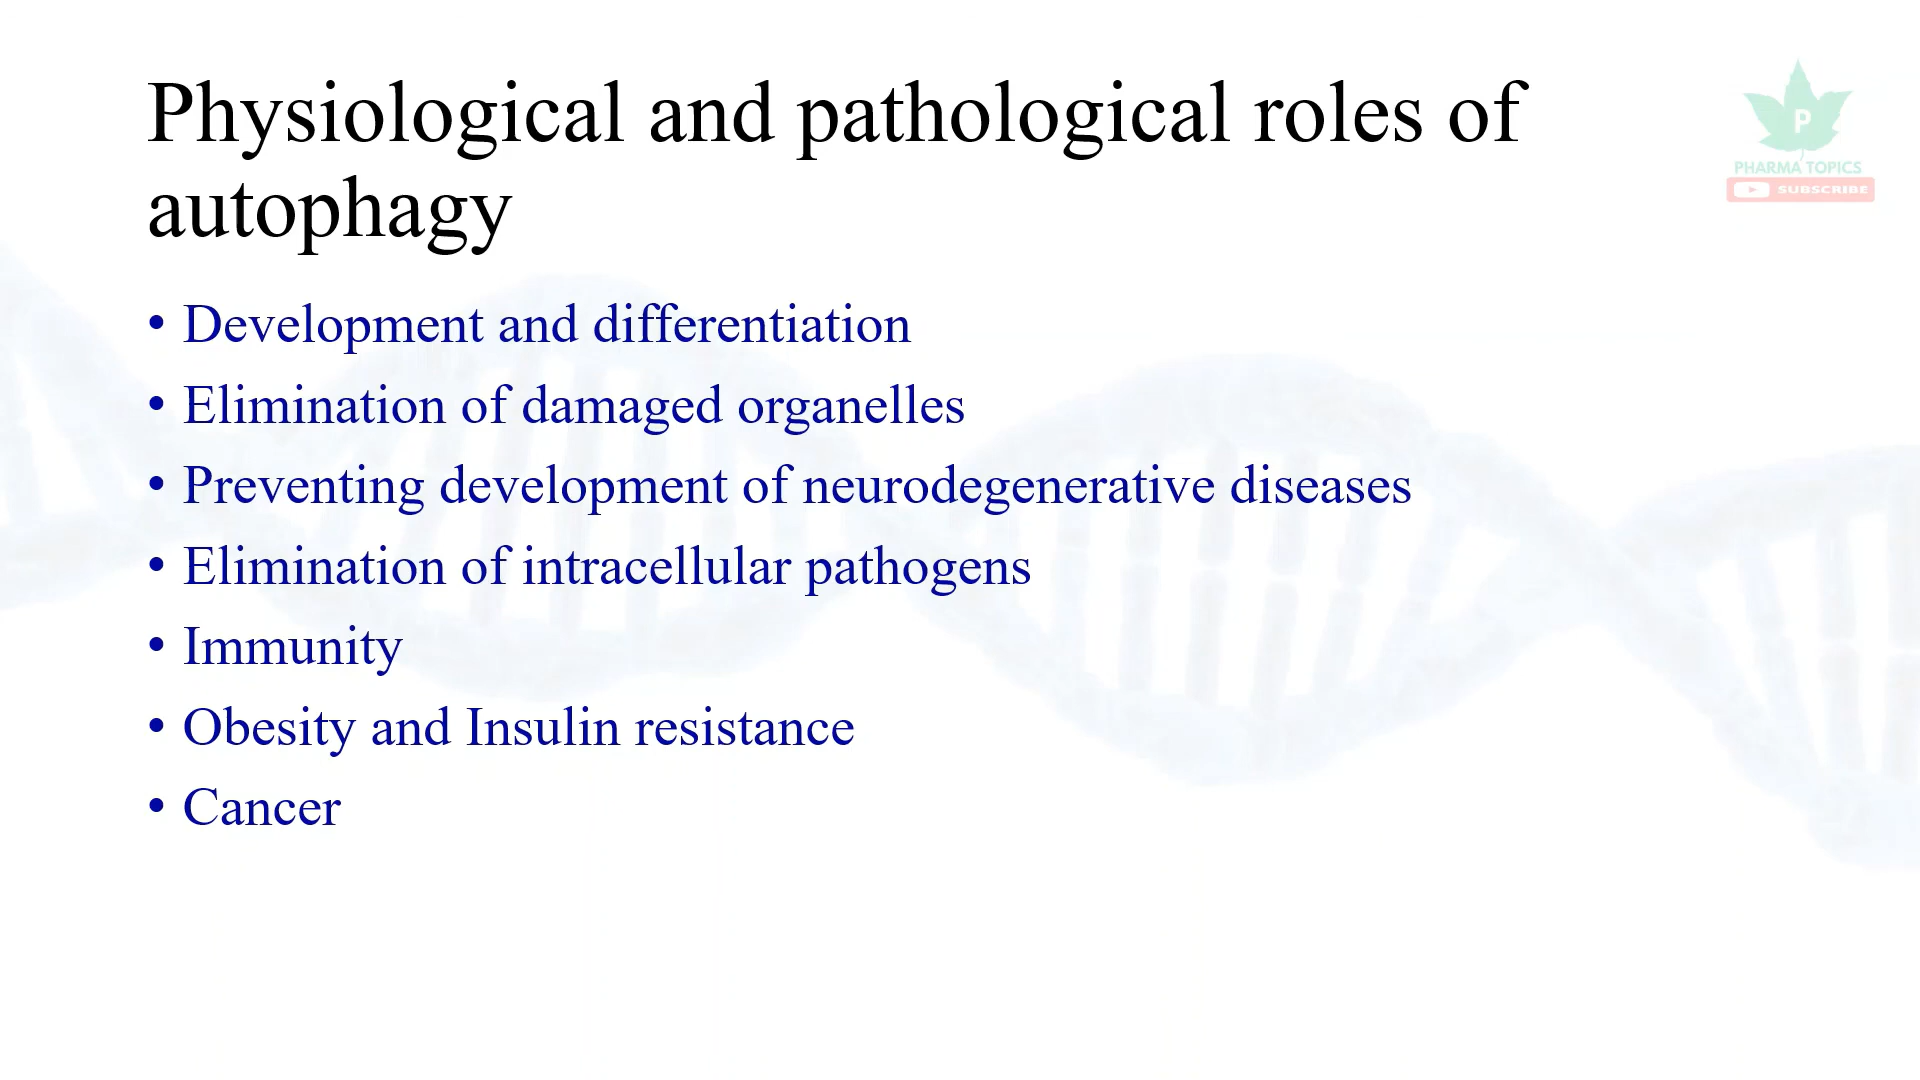 Physiological and pathological roles of
autophagy
P
PHARMA TOPICS
SUBSCRIBE
• Development and differentiation
• Elimination of damaged organelles
• Preventing development of neurodegenerative diseases
• Elimination of intracellular pathogens
• Immunity
• Obesity and Insulin resistance
• Cancer